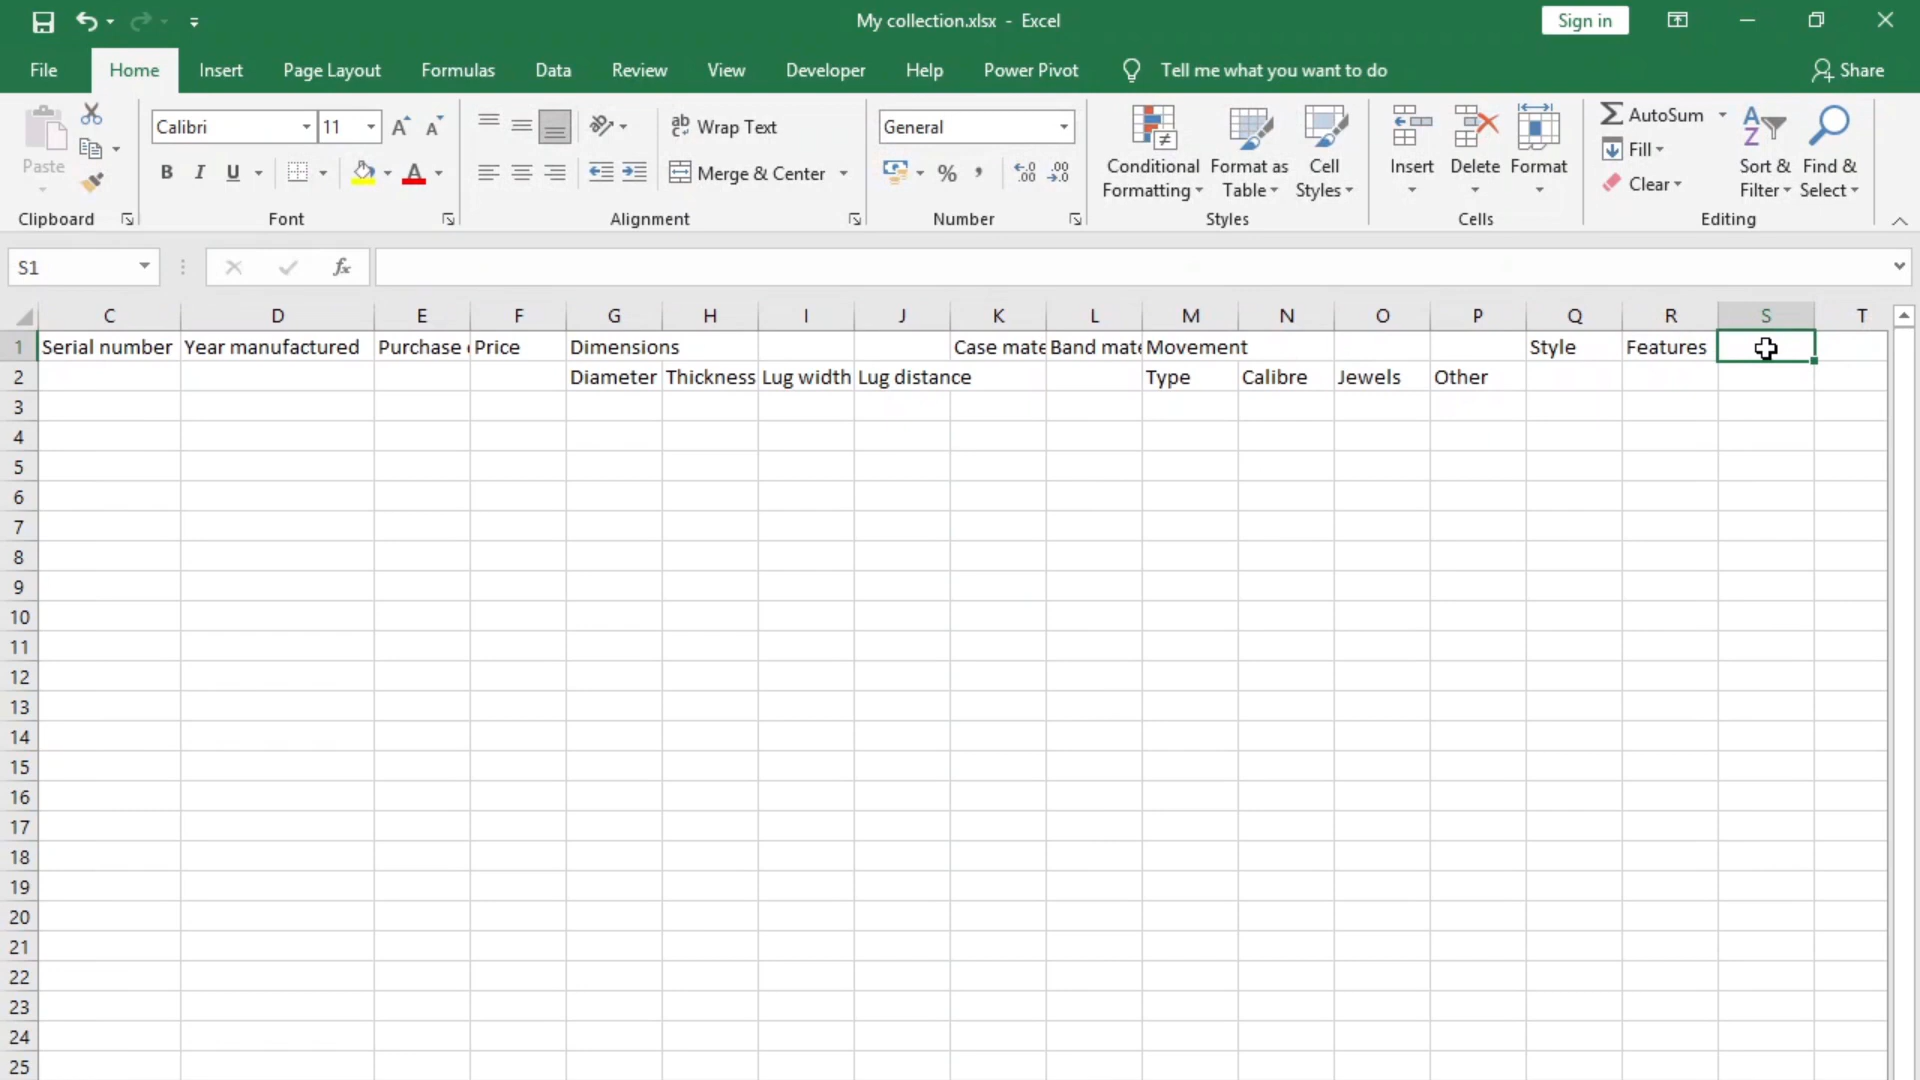 My collection.xlsx - Excel
Sign in
File Home Insert Page Layout Formulas Data Review View Developer Help Power Pivot Tell me what you want to do Share
Paste
Clipboard
Calibri 11
B I U A
Font
Wrap Text
Merge & Center
Alignment
General
% ,
Number
Conditional Formatting
Format as Table
Cell Styles
Styles
Insert Delete Format
Cells
AutoSum
Fill
Clear
Sort & Filter
Find & Select
Editing
S1 fx
C D E F G H I J K L M N O P Q R S T
1 Serial number Year manufactured Purchase Price Dimensions Case mate Band mate Movement Style Features
2 Diameter Thickness Lug width Lug distance Type Calibre Jewels Other
3
4
5
6
7
8
9
10
11
12
13
14
15
16
17
18
19
20
21
22
23
24
25